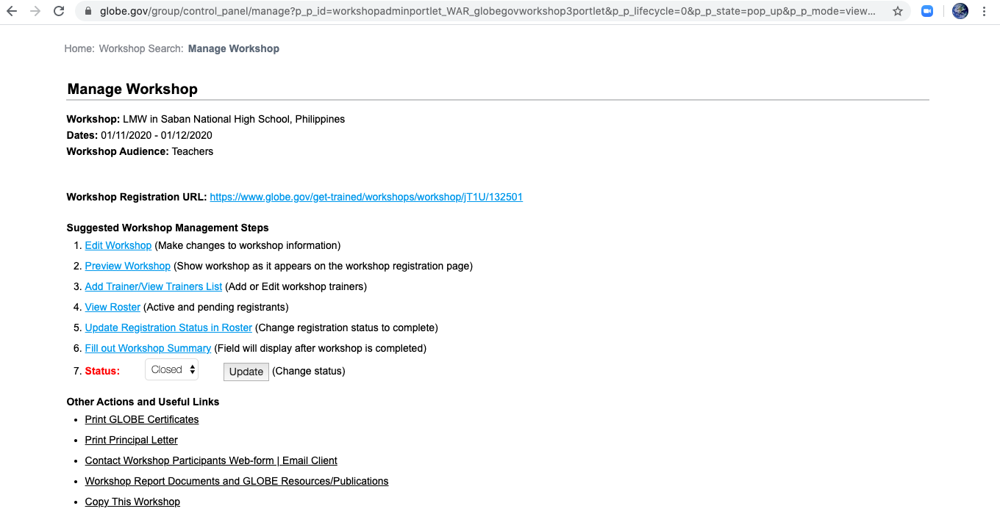 globe.gov/group/control_panel/manage?p_p_id=workshopadminportlet_WAR_globegovworkshop3portlet&p_p_lifecycle=0&p_p_state=pop_up&p_p_mode=view...
Home: Workshop Search: Manage Workshop
Manage Workshop
Workshop: LMW in Saban National High School, Philippines
Dates: 01/11/2020 - 01/12/2020
Workshop Audience: Teachers
Workshop Registration URL: https://www.globe.gov/get-trained/workshops/workshop/jT1U/132501
Suggested Workshop Management Steps
1. Edit Workshop (Make changes to workshop information)
2. Preview Workshop (Show workshop as it appears on the workshop registration page)
3. Add Trainer/View Trainers List (Add or Edit workshop trainers)
4. View Roster (Active and pending registrants)
5. Update Registration Status in Roster (Change registration status to complete)
6. Fill out Workshop Summary (Field will display after workshop is completed)
7. Status: Closed Update (Change status)
Other Actions and Useful Links
• Print GLOBE Certificates
• Print Principal Letter
• Contact Workshop Participants Web-form | Email Client
• Workshop Report Documents and GLOBE Resources/Publications
• Copy This Workshop